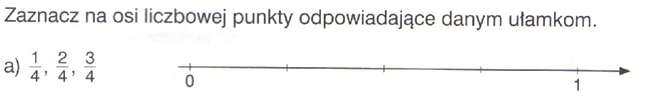 Zaznacz na osi liczbowej punkty odpowiadające danym ułamkom.
a) 1/4, 2/4, 3/4
0 1